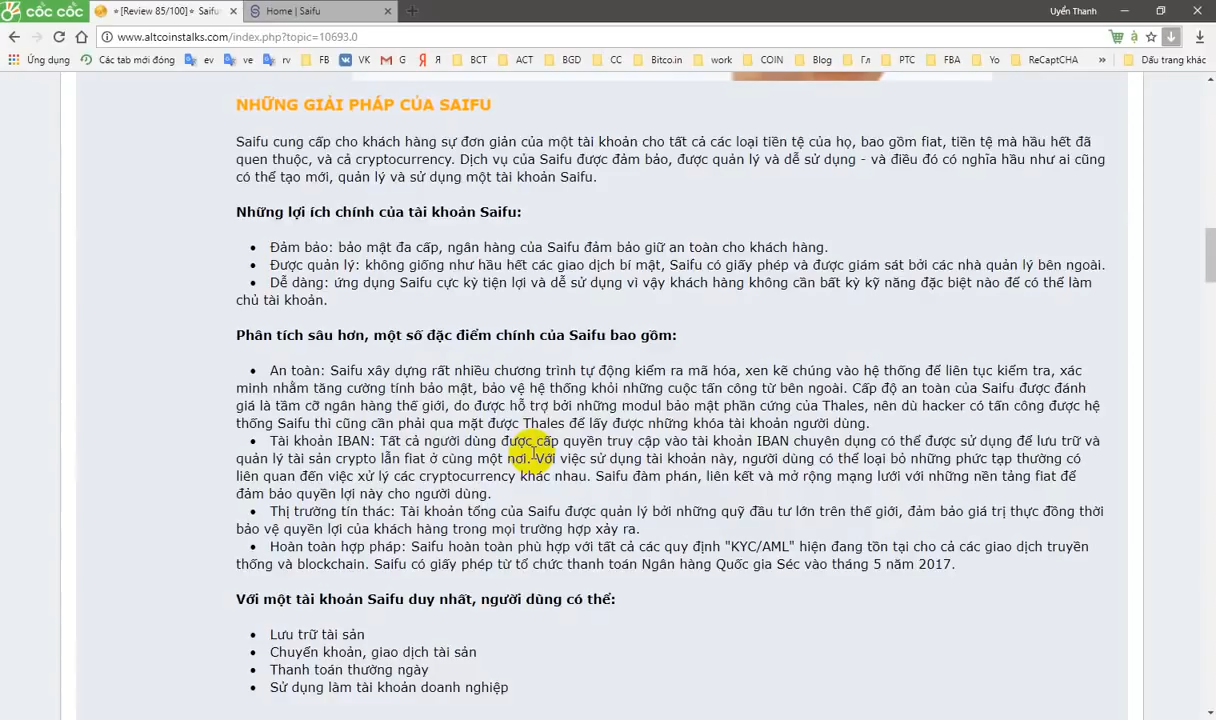 CỐC CỐC
[Review 85/100] Saifu
Home | Saifu
Uyển Thanh
www.altcoinstalks.com/index.php?topic=10693.0
Ứng dụng Các tab mới đóng ev ve rv FB VK G Я BCT ACT BGD CC Bitco.in work COIN Blog Гл PTC FBA Yo ReCaptCHA » Dấu trang khác
NHỮNG GIẢI PHÁP CỦA SAIFU
Saifu cung cấp cho khách hàng sự đơn giản của một tài khoản cho tất cả các loại tiền tệ của họ, bao gồm fiat, tiền tệ mà hầu hết đã
quen thuộc, và cả cryptocurrency. Dịch vụ của Saifu được đảm bảo, được quản lý và dễ sử dụng - và điều đó có nghĩa hầu như ai cũng
có thể tạo mới, quản lý và sử dụng một tài khoản Saifu.
Những lợi ích chính của tài khoản Saifu:
• Đảm bảo: bảo mật đa cấp, ngân hàng của Saifu đảm bảo giữ an toàn cho khách hàng.
• Được quản lý: không giống như hầu hết các giao dịch bí mật, Saifu có giấy phép và được giám sát bởi các nhà quản lý bên ngoài.
• Dễ dàng: ứng dụng Saifu cực kỳ tiện lợi và dễ sử dụng vì vậy khách hàng không cần bất kỳ kỹ năng đặc biệt nào để có thể làm
chủ tài khoản.
Phân tích sâu hơn, một số đặc điểm chính của Saifu bao gồm:
• An toàn: Saifu xây dựng rất nhiều chương trình tự động kiểm ra mã hóa, xen kẽ chúng vào hệ thống để liên tục kiểm tra, xác
minh nhằm tăng cường tính bảo mật, bảo vệ hệ thống khỏi những cuộc tấn công từ bên ngoài. Cấp độ an toàn của Saifu được đánh
giá là tầm cỡ ngân hàng thế giới, do được hỗ trợ bởi những modul bảo mật phần cứng của Thales, nên dù hacker có tấn công được hệ
thống Saifu thì cũng cần phải qua mặt được Thales để lấy được những khóa tài khoản người dùng.
• Tài khoản IBAN: Tất cả người dùng được cấp quyền truy cập vào tài khoản IBAN chuyên dụng có thể được sử dụng để lưu trữ và
quản lý tài sản crypto lẫn fiat ở cùng một nơi. Với việc sử dụng tài khoản này, người dùng có thể loại bỏ những phức tạp thường có
liên quan đến việc xử lý các cryptocurrency khác nhau. Saifu đàm phán, liên kết và mở rộng mạng lưới với những nền tảng fiat để
đảm bảo quyền lợi này cho người dùng.
• Thị trường tín thác: Tài khoản tổng của Saifu được quản lý bởi những quỹ đầu tư lớn trên thế giới, đảm bảo giá trị thực đồng thời
bảo vệ quyền lợi của khách hàng trong mọi trường hợp xảy ra.
• Hoàn toàn hợp pháp: Saifu hoàn toàn phù hợp với tất cả các quy định "KYC/AML" hiện đang tồn tại cho cả các giao dịch truyền
thống và blockchain. Saifu có giấy phép từ tổ chức thanh toán Ngân hàng Quốc gia Séc vào tháng 5 năm 2017.
Với một tài khoản Saifu duy nhất, người dùng có thể:
• Lưu trữ tài sản
• Chuyển khoản, giao dịch tài sản
• Thanh toán thường ngày
• Sử dụng làm tài khoản doanh nghiệp